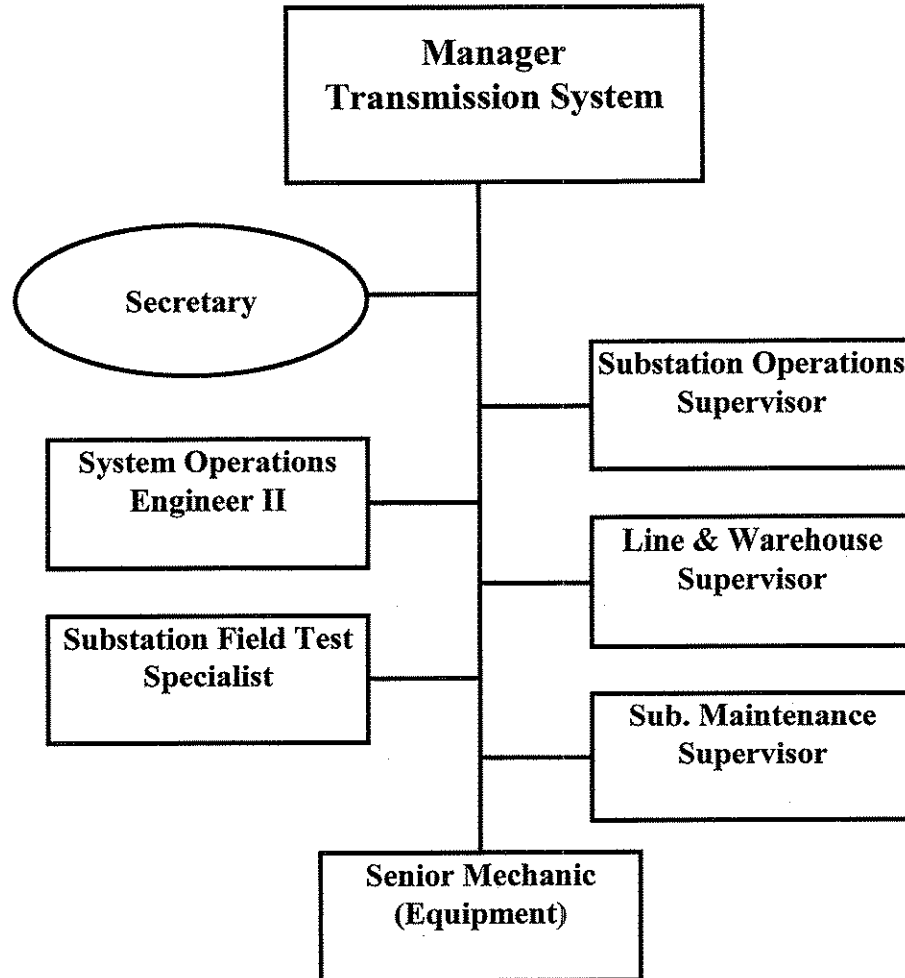 Manager
Transmission System
Secretary
Substation Operations
Supervisor
System Operations
Engineer II
Line & Warehouse
Supervisor
Substation Field Test
Specialist
Sub. Maintenance
Supervisor
Senior Mechanic
(Equipment)